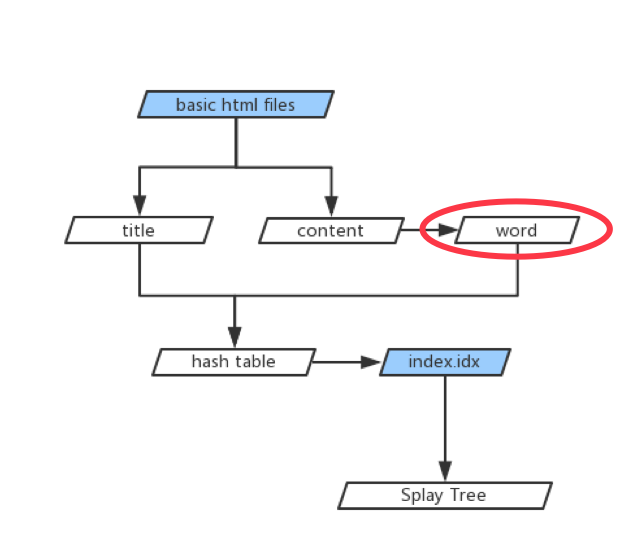 basic html files
title
content
word
hash table
index.idx
Splay Tree